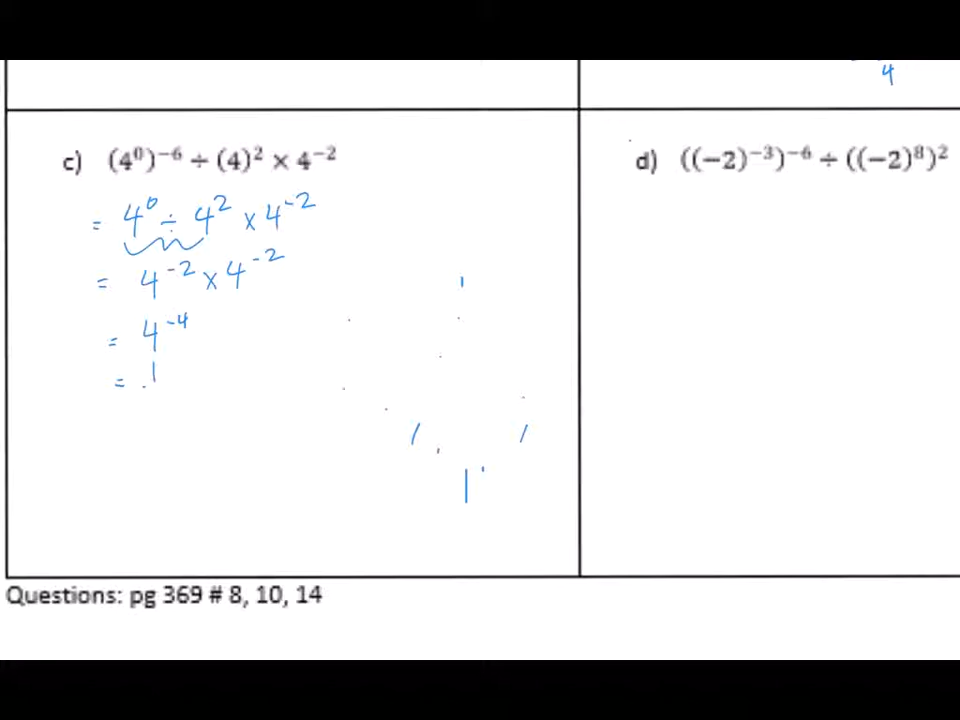 4
c) (4⁰)⁻⁶ ÷ (4)² × 4⁻²
= 4⁰ ÷ 4² × 4⁻²
= 4⁻² × 4⁻²
= 4⁻⁴
= 1
d) ((−2)⁻³)⁻⁶ ÷ ((−2)⁸)²
Questions: pg 369 # 8, 10, 14